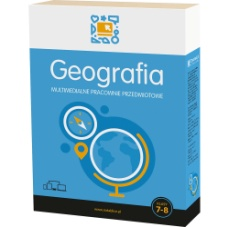 Geografia
MULTIMEDIALNE PRACOWNIE PRZEDMIOTOWE
KLASY
7-8